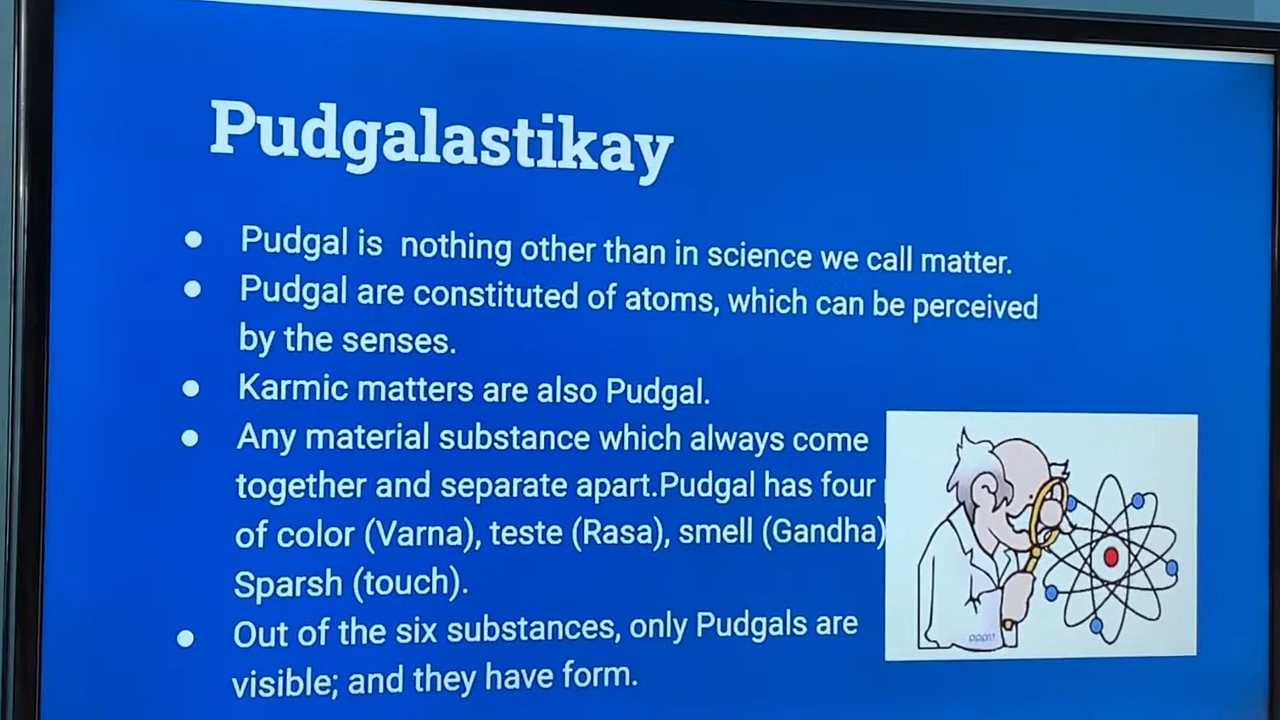 Pudgalastikay
● Pudgal is nothing other than in science we call matter.
● Pudgal are constituted of atoms, which can be perceived
by the senses.
● Karmic matters are also Pudgal.
● Any material substance which always come
together and separate apart.Pudgal has four
of color (Varna), teste (Rasa), smell (Gandha)
Sparsh (touch).
● Out of the six substances, only Pudgals are
visible; and they have form.